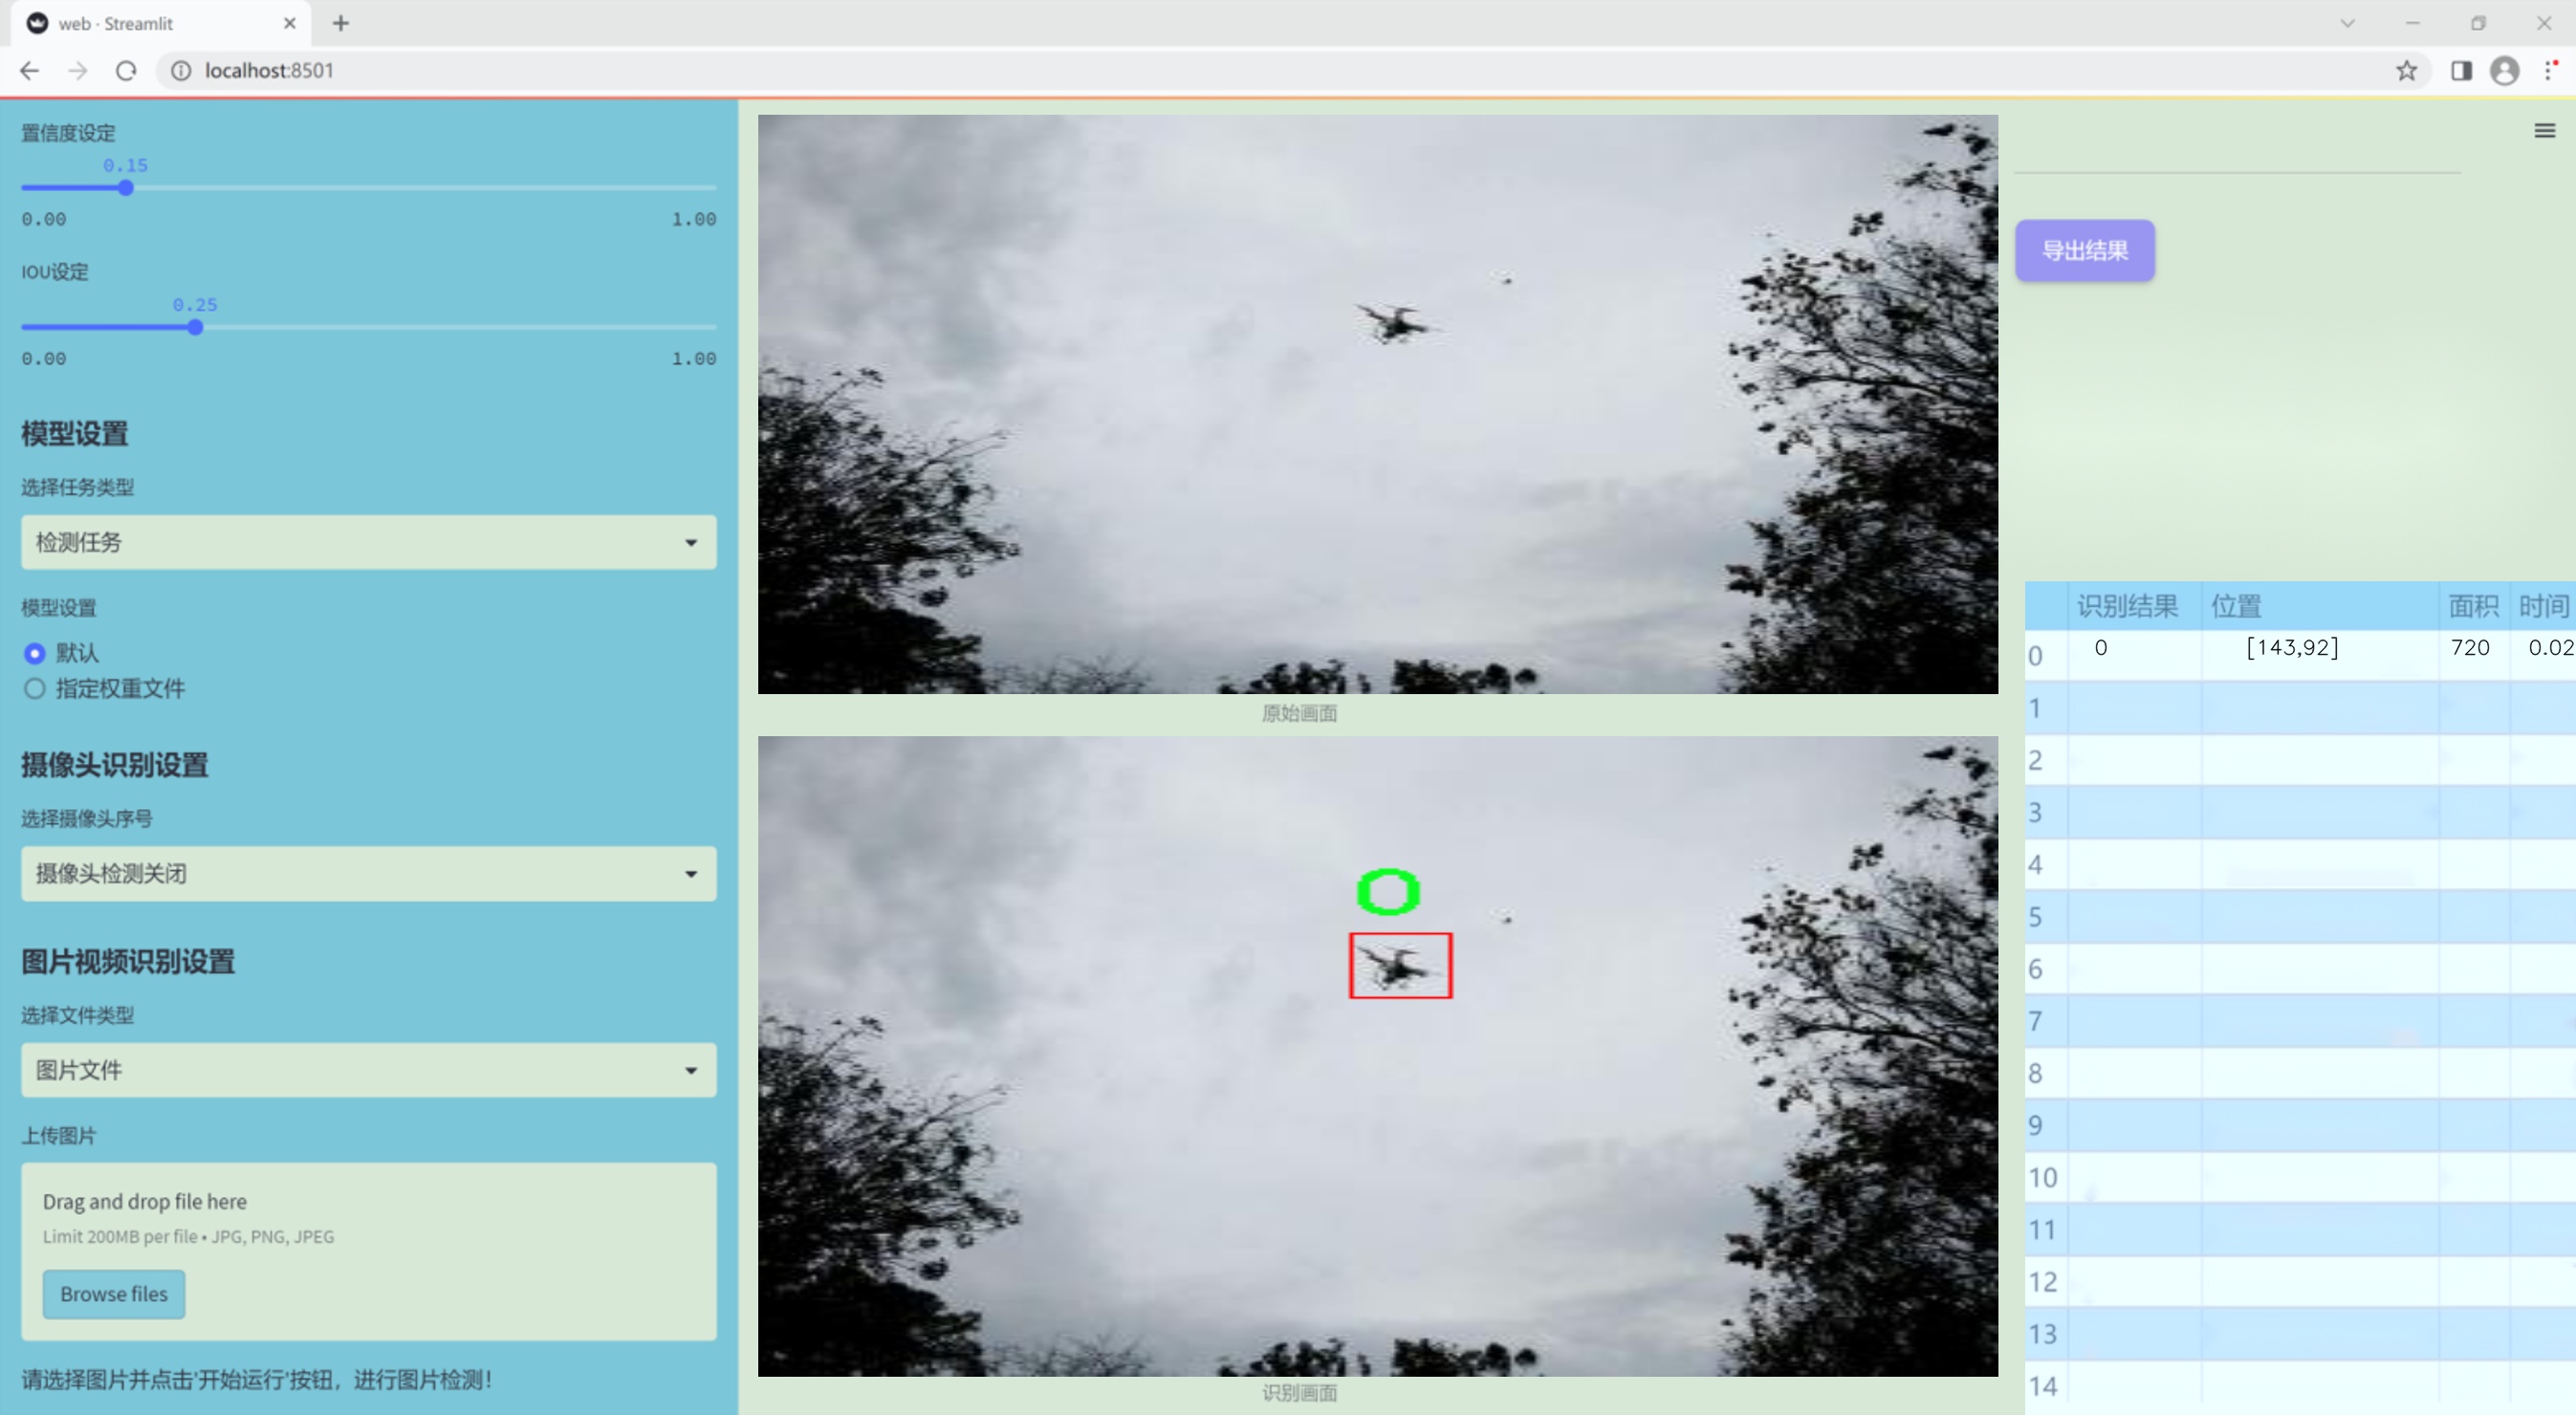 web · Streamlit
localhost:8501
置信度设定
0.15
0.00 1.00
IOU设定
0.25
0.00 1.00
模型设置
选择任务类型
检测任务
模型设置
默认
指定权重文件
摄像头识别设置
选择摄像头序号
摄像头检测关闭
图片视频识别设置
选择文件类型
图片文件
上传图片
Drag and drop file here
Limit 200MB per file • JPG, PNG, JPEG
Browse files
请选择图片并点击'开始运行'按钮，进行图片检测！
原始画面
0
识别画面
导出结果
识别结果 位置 面积 时间
0 0 [143,92] 720 0.02
1
2
3
4
5
6
7
8
9
10
11
12
13
14